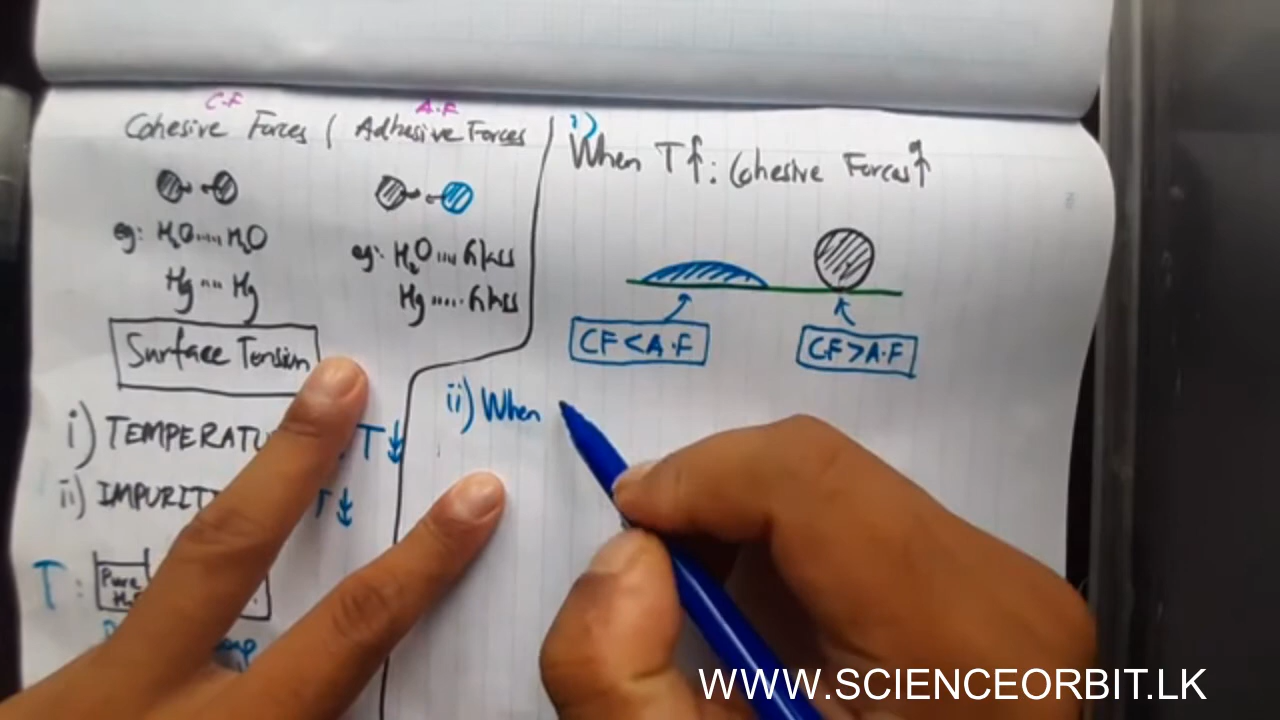 C.F
A.F
Cohesive Forces / Adhesive Forces
eg: H2O.....H2O
Hg....Hg
eg: H2O....Glass
Hg.....Glass
Surface Tension
i) TEMPERATU
T↓
ii) IMPURIT
T↓
T :
Pure
i)
When T↑: Cohesive Forces↑
CF<A.F
CF>A.F
ii) When
WWW.SCIENCEORBIT.LK